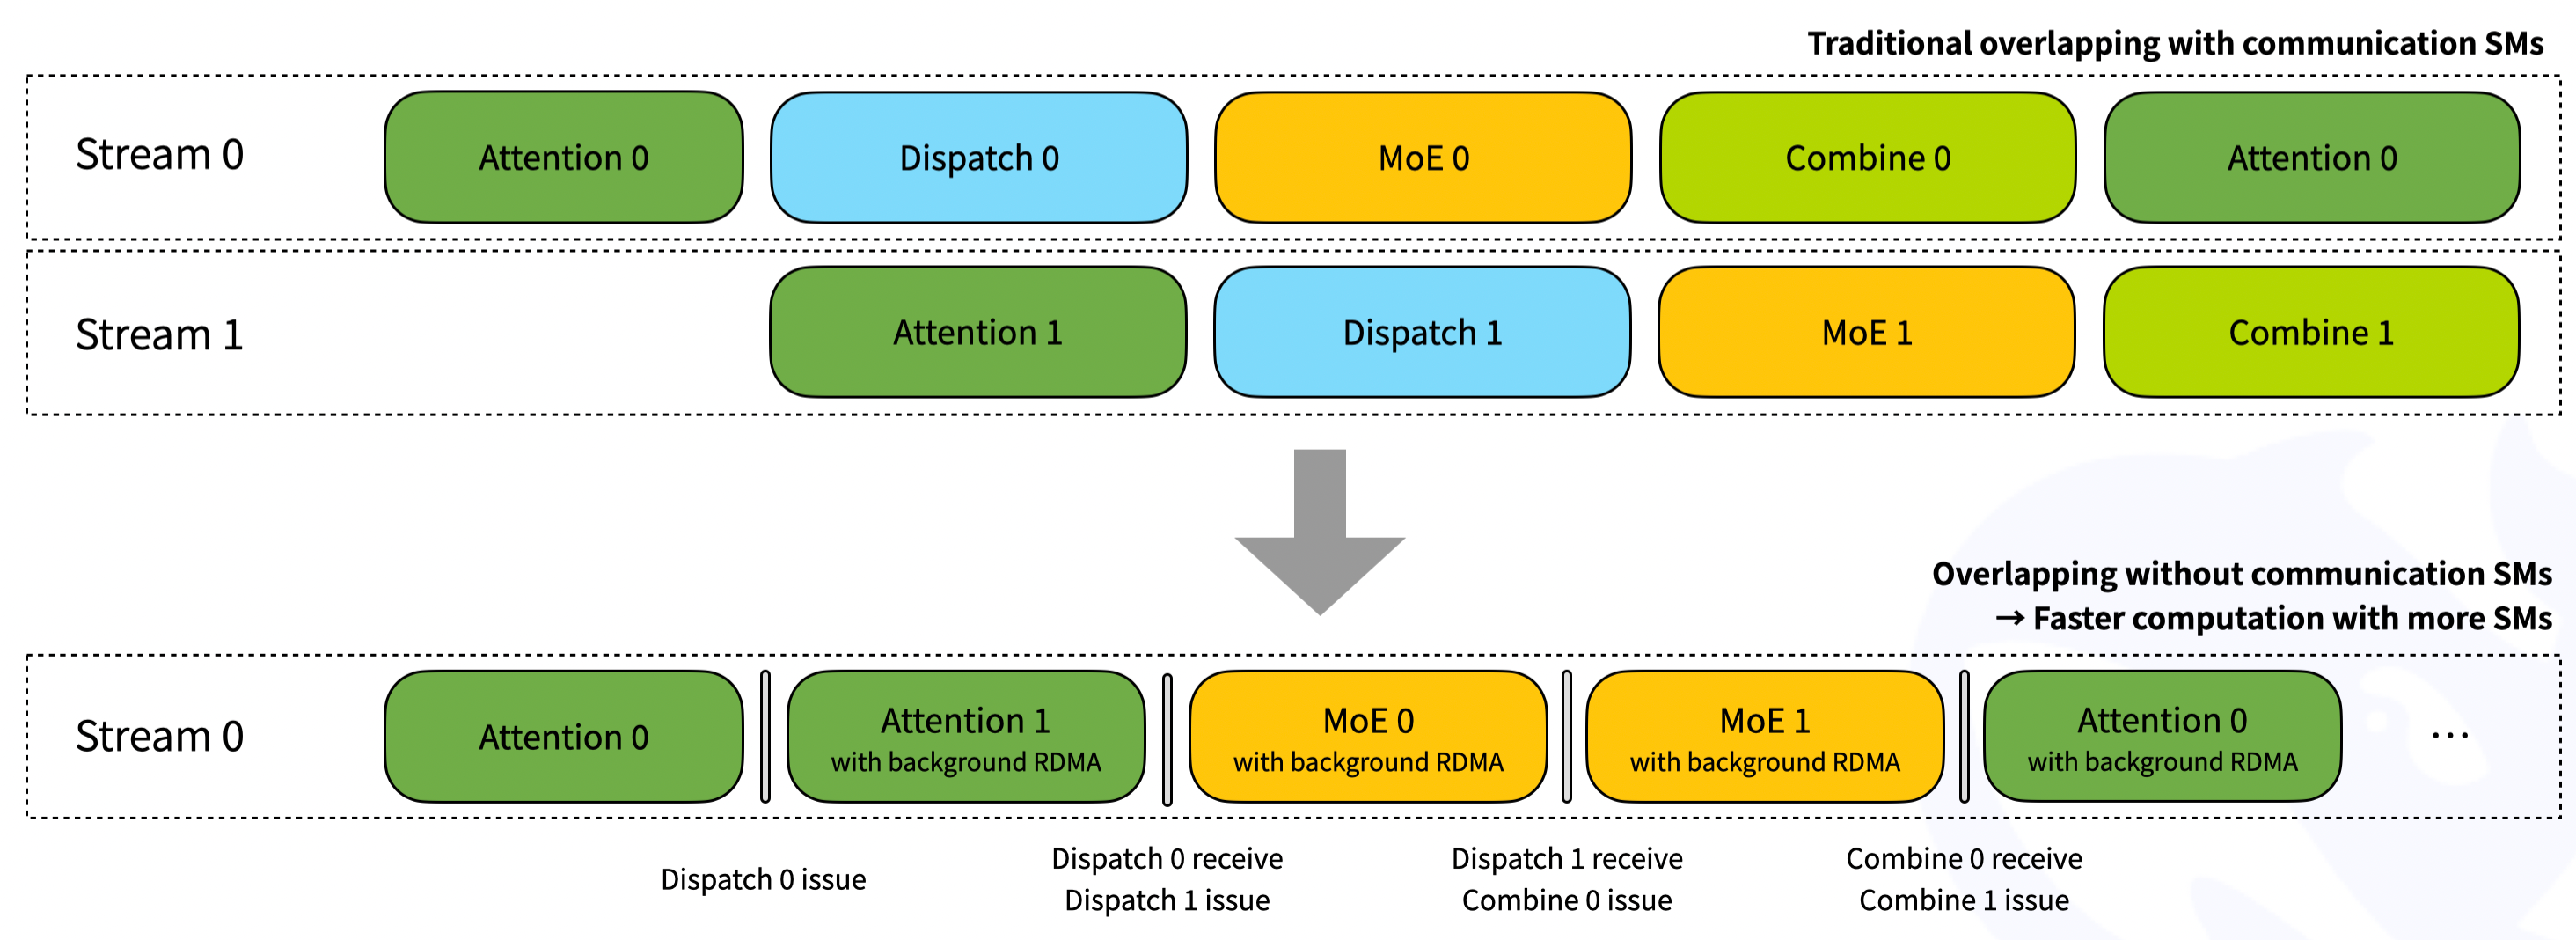 Traditional overlapping with communication SMs
Stream 0
Attention 0
Dispatch 0
MoE 0
Combine 0
Attention 0
Stream 1
Attention 1
Dispatch 1
MoE 1
Combine 1
Overlapping without communication SMs
→ Faster computation with more SMs
Stream 0
Attention 0
Attention 1
with background RDMA
MoE 0
with background RDMA
MoE 1
with background RDMA
Attention 0
with background RDMA
...
Dispatch 0 issue
Dispatch 0 receive
Dispatch 1 issue
Dispatch 1 receive
Combine 0 issue
Combine 0 receive
Combine 1 issue